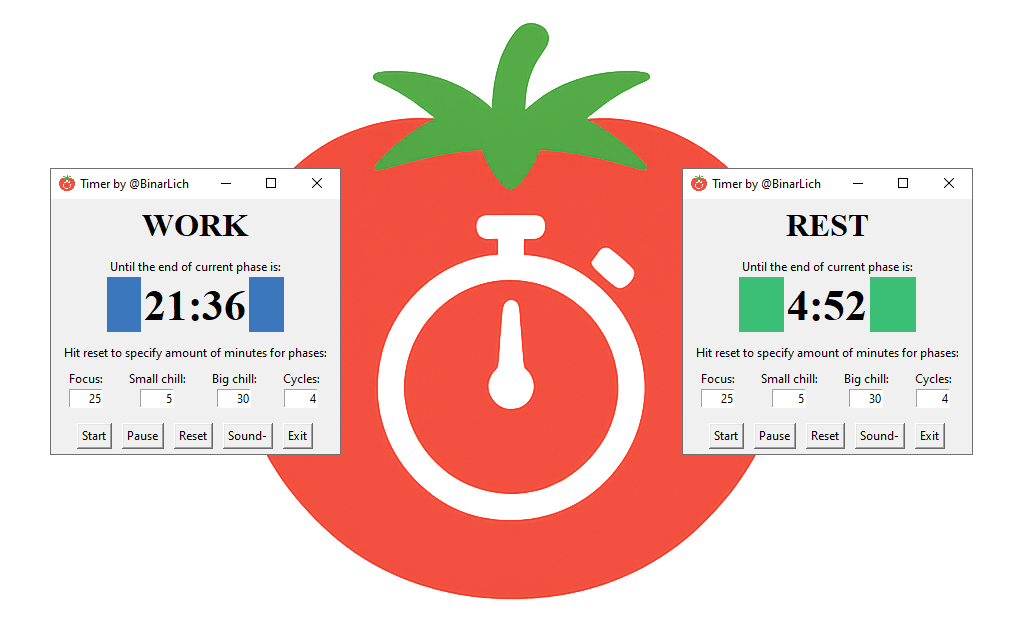 Timer by @BinarLich
WORK
Until the end of current phase is:
21:36
Hit reset to specify amount of minutes for phases:
Focus: Small chill: Big chill: Cycles:
25 5 30 4
Start Pause Reset Sound- Exit
Timer by @BinarLich
REST
Until the end of current phase is:
4:52
Hit reset to specify amount of minutes for phases:
Focus: Small chill: Big chill: Cycles:
25 5 30 4
Start Pause Reset Sound- Exit